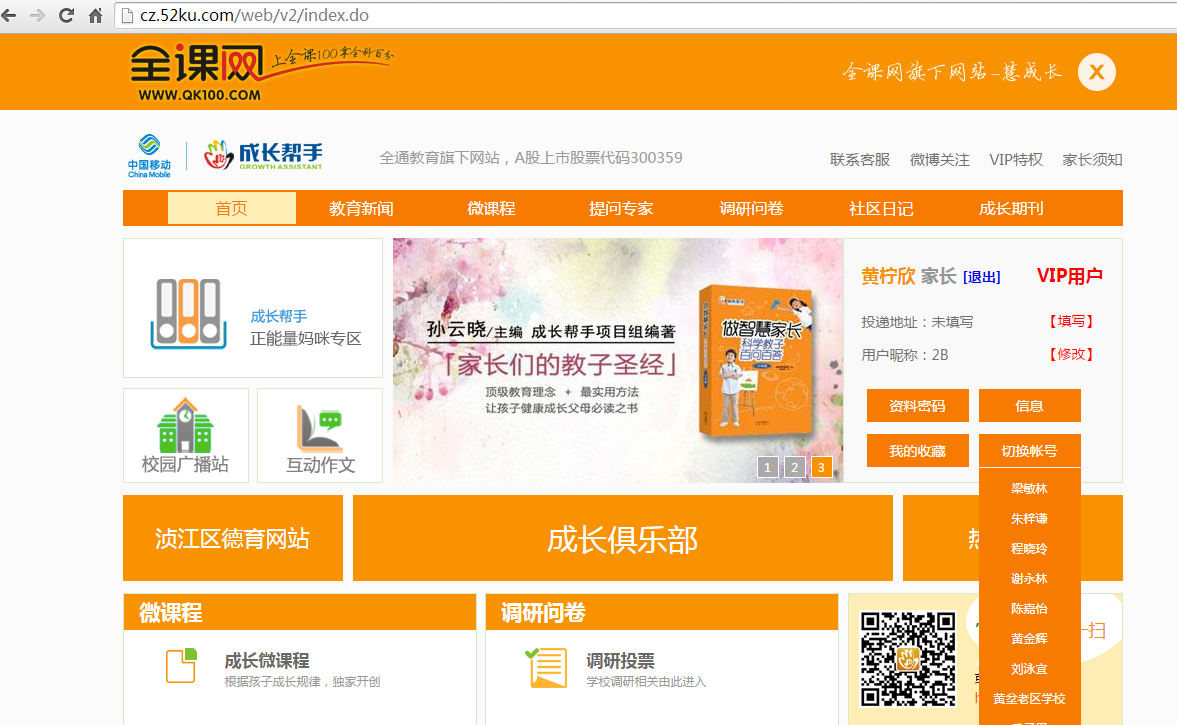 cz.52ku.com/web/v2/index.do
全课网 上全课100拿全科百分
WWW.QK100.COM
全课网旗下网站-慧成长
X
中国移动
China Mobile
成长帮手
GROWTH ASSISTANT
全通教育旗下网站，A股上市股票代码300359
联系客服 微博关注 VIP特权 家长须知
首页 教育新闻 微课程 提问专家 调研问卷 社区日记 成长期刊
成长帮手
正能量妈咪专区
校园广播站
互动作文
孙云晓/主编 成长帮手项目组编著
「家长们的教子圣经」
顶级教育理念 + 最实用方法
让孩子健康成长父母必读之书
做智慧家长
科学教子
百问百答
1 2 3
黄柠欣 家长 [退出] VIP用户
投递地址：未填写 【填写】
用户昵称：2B 【修改】
资料密码 信息
我的收藏 切换帐号
梁敏林
朱梓谦
程晓玲
谢永林
陈嘉怡
黄金辉
刘泳宜
黄坌老区学校
浈江区德育网站
成长俱乐部
热
微课程
成长微课程
根据孩子成长规律，独家开创
调研问卷
调研投票
学校调研相关由此进入
一扫